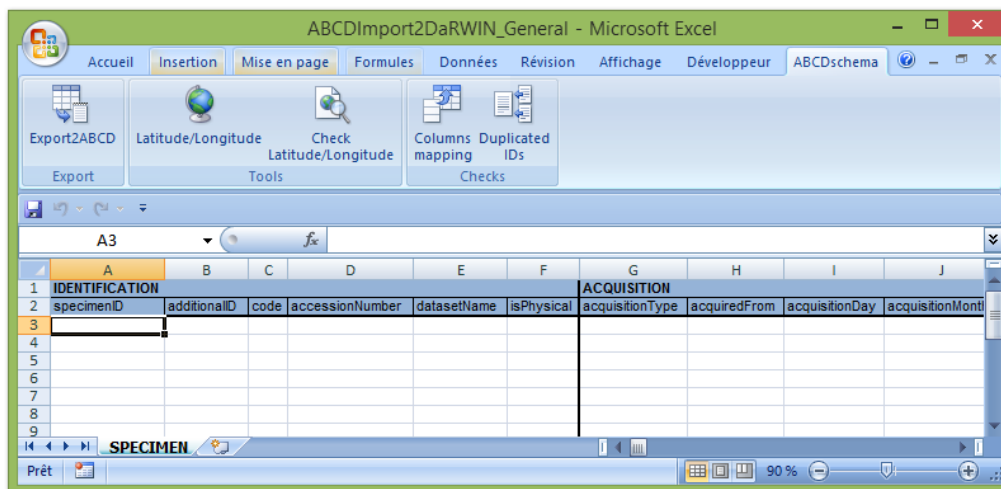 ABCDImport2DaRWIN_General - Microsoft Excel
Accueil Insertion Mise en page Formules Données Révision Affichage Développeur ABCDschema
Export2ABCD Latitude/Longitude Check Latitude/Longitude Columns mapping Duplicated IDs
Export Tools Checks
A3 fx
A B C D E F G H I J
1 IDENTIFICATION ACQUISITION
2 specimenID additionalID code accessionNumber datasetName isPhysical acquisitionType acquiredFrom acquisitionDay acquisitionMont
3
4
5
6
7
8
9
SPECIMEN
Prêt 90 %